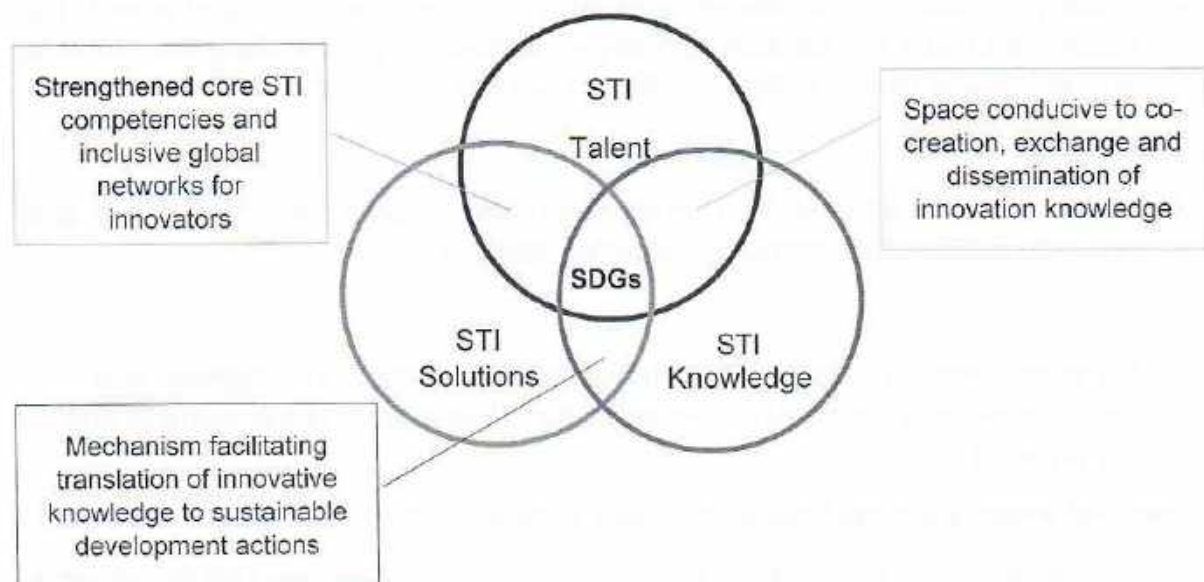 Strengthened core STI
competencies and
inclusive global
networks for
innovators
STI
Talent
Space conducive to co-
creation, exchange and
dissemination of
innovation knowledge
SDGs
STI
Solutions
STI
Knowledge
Mechanism facilitating
translation of innovative
knowledge to sustainable
development actions